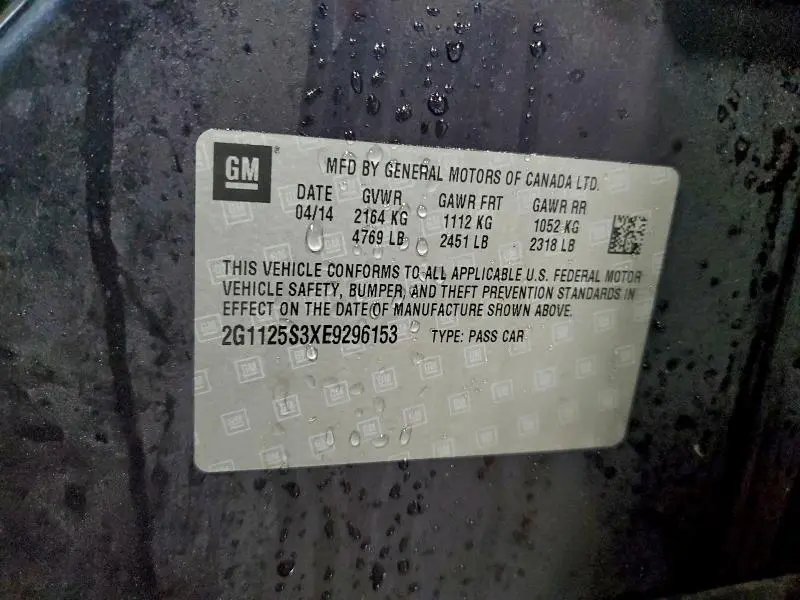 GM
MFD BY GENERAL MOTORS OF CANADA LTD.
DATE GVWR GAWR FRT GAWR RR
04/14 2164 KG 1112 KG 1052 KG
4769 LB 2451 LB 2318 LB
THIS VEHICLE CONFORMS TO ALL APPLICABLE U.S. FEDERAL MOTOR
VEHICLE SAFETY, BUMPER, AND THEFT PREVENTION STANDARDS IN
EFFECT ON THE DATE OF MANUFACTURE SHOWN ABOVE.
2G1125S3XE9296153 TYPE: PASS CAR